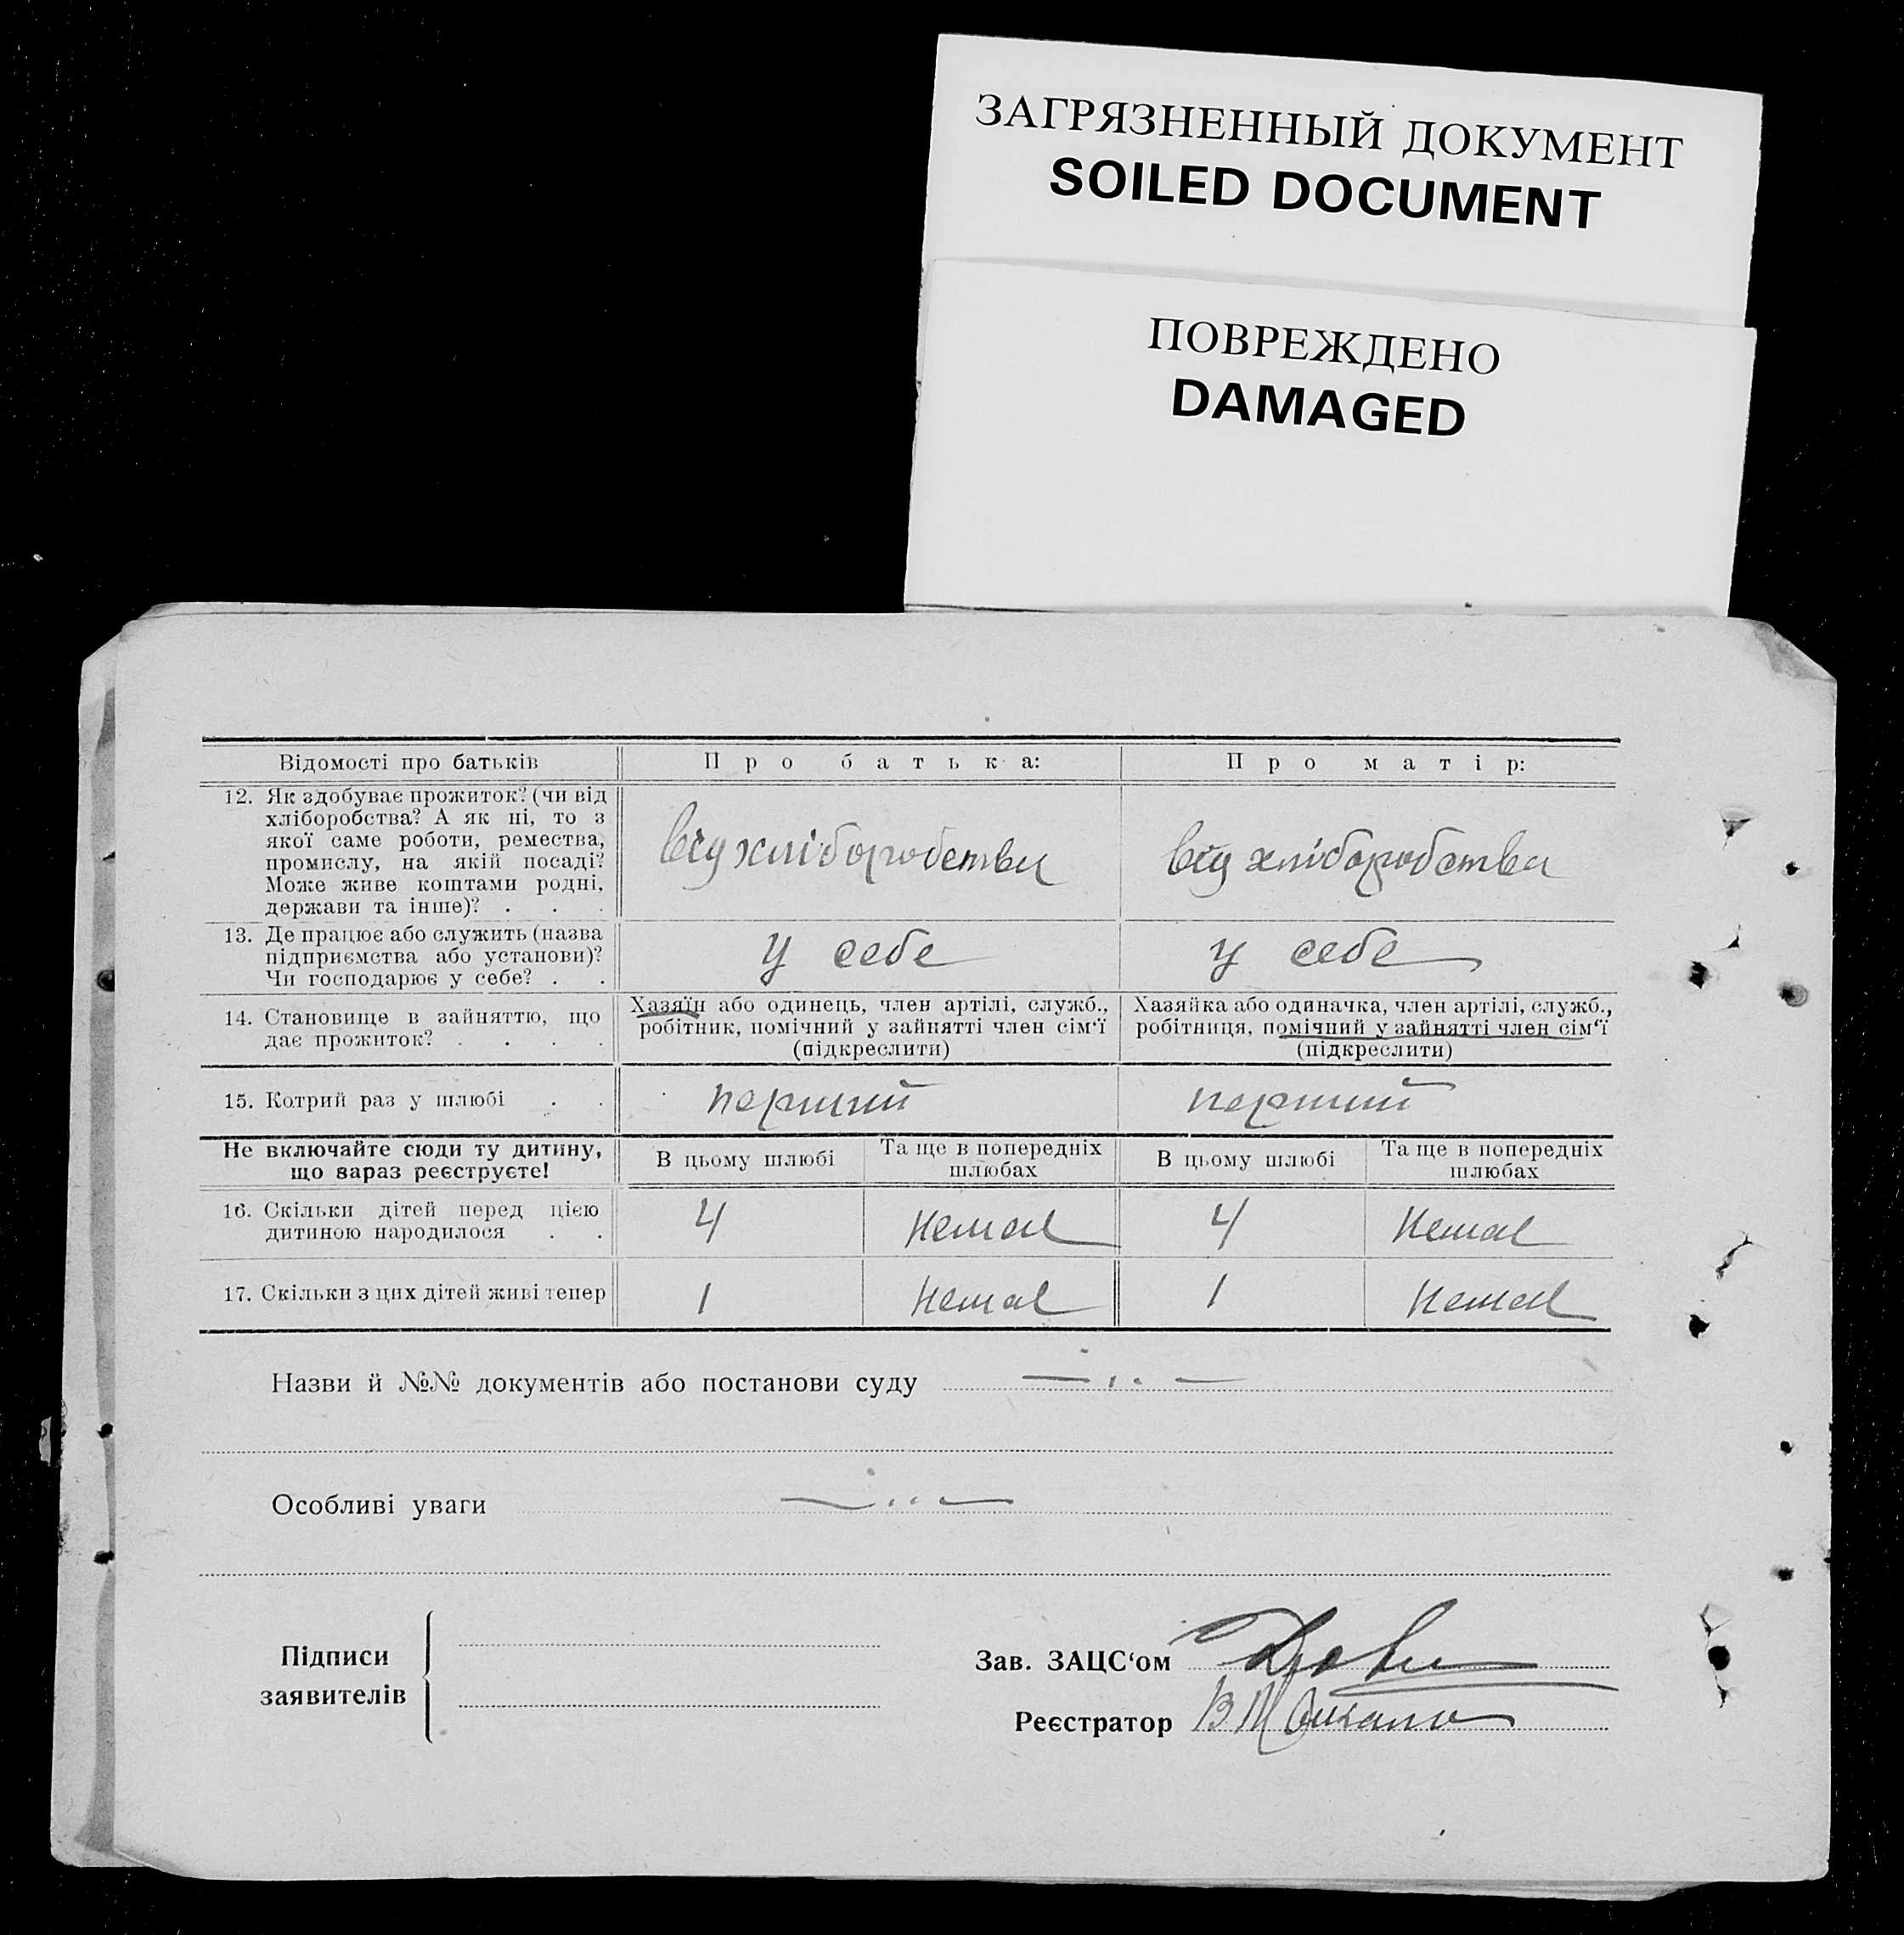 ЗАГРЯЗНЕННЫЙ ДОКУМЕНТ
SOILED DOCUMENT
ПОВРЕЖДЕНО
DAMAGED
Відомості про батьків
Про батька:
Про матір:
12. Як здобуває прожиток? (чи від
хліборобства? А як ні, то з
якої саме роботи, ремества,
промислу, на якій посаді?
Може живе коштами родні,
держави та інше)? . . .
від хліборобства
від хліборобства
13. Де працює або служить (назва
підприємства або установи)?
Чи господарює у себе? . .
у себе
у себе
14. Становище в зайняттю, що
дає прожиток? . . . .
Хазяїн або одинець, член артілі, служб.,
робітник, помічний у зайнятті член сім‘ї
(підкреслити)
Хазяйка або одиначка, член артілі, служб.,
робітниця, помічний у зайнятті член сім‘ї
(підкреслити)
15. Котрий раз у шлюбі . .
перший
перший
Не включайте сюди ту дитину,
що вараз реєструєте!
В цьому шлюбі
Та ще в попередніх
шлюбах
В цьому шлюбі
Та ще в попередніх
шлюбах
16. Скільки дітей перед цією
дитиною народилося . .
4
немає
4
немає
17. Скільки з цих дітей живі тепер
1
немає
1
немає
Назви й №№ документів або постанови суду
Особливі уваги
Підписи
заявителів
Зав. ЗАЦС‘ом
Реєстратор